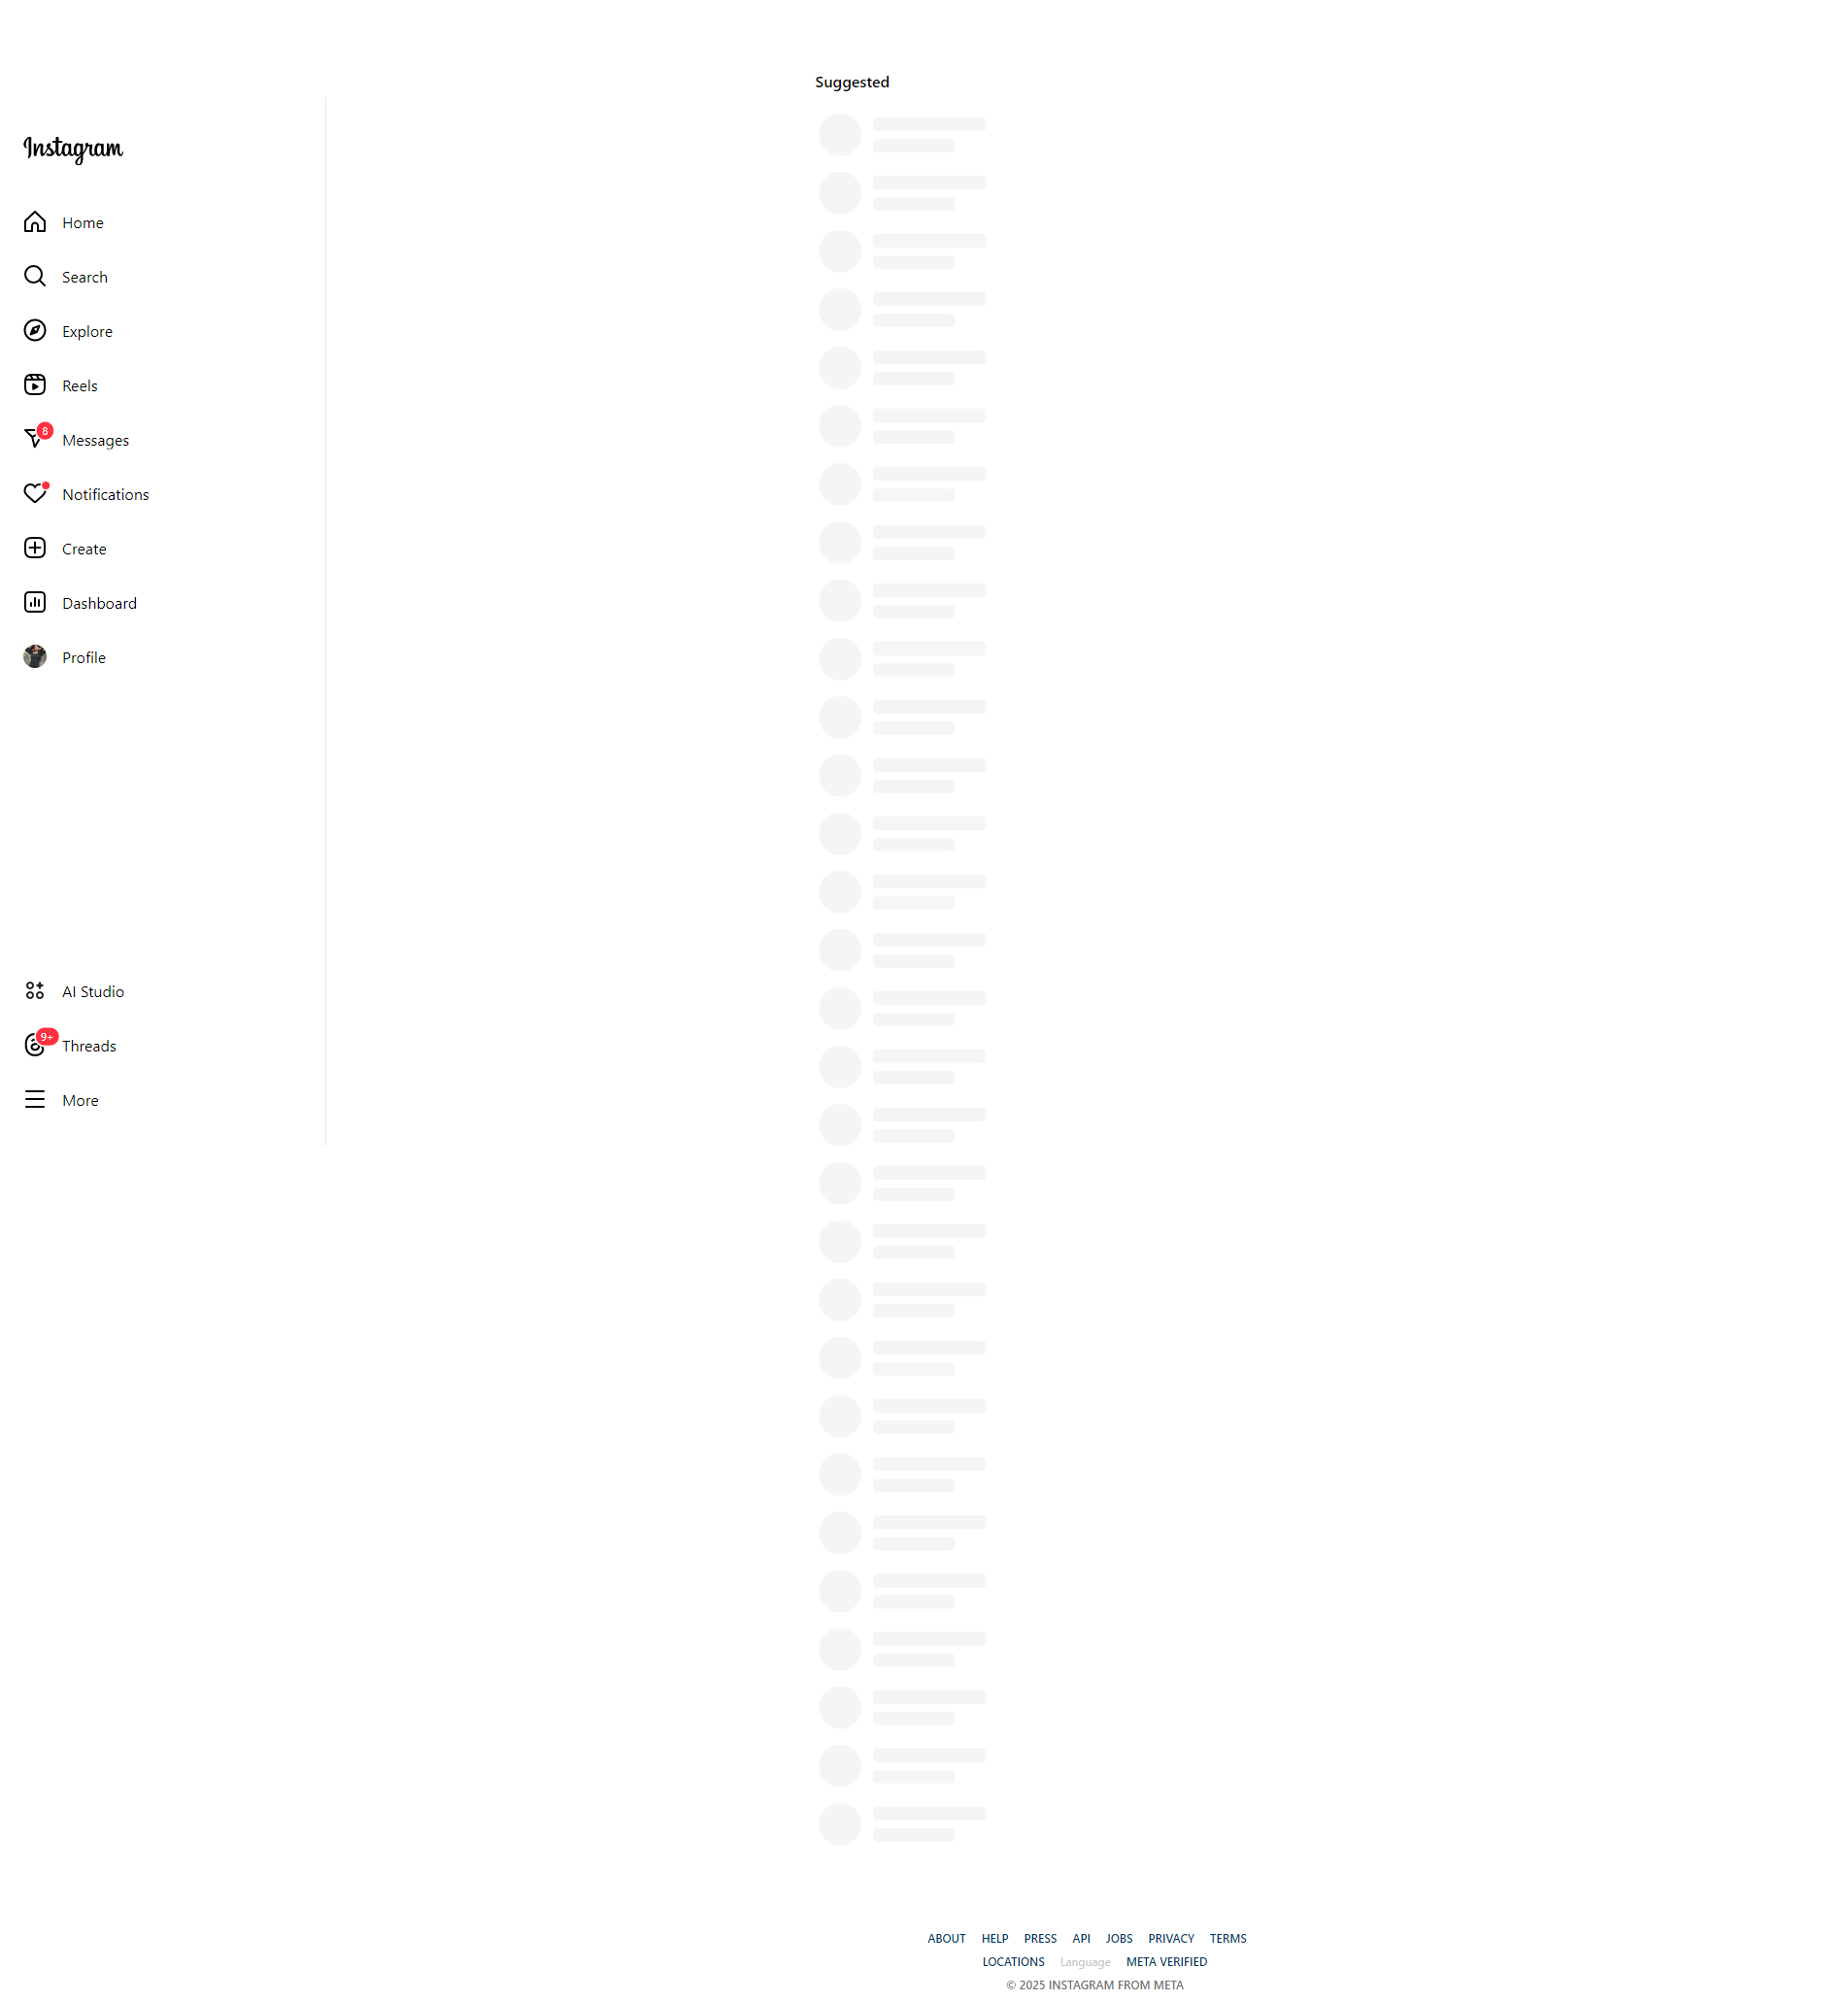 Suggested
Instagram
Home
Search
Explore
Reels
8
Messages
Notifications
Create
Dashboard
Profile
AI Studio
9+
Threads
More
ABOUT HELP PRESS API JOBS PRIVACY TERMS
LOCATIONS Language META VERIFIED
© 2025 INSTAGRAM FROM META